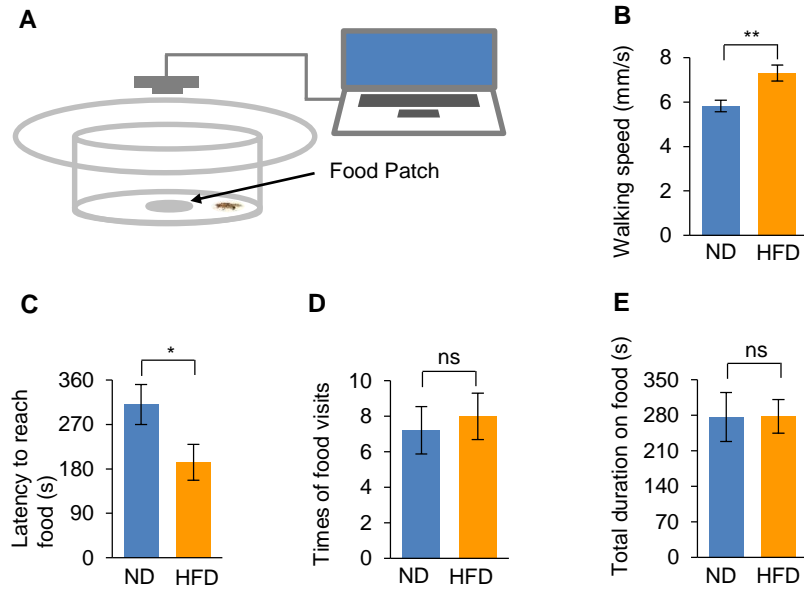 A
Food Patch
B
**
Walking speed (mm/s)
8
6
4
2
0
ND HFD
C
*
Latency to reach
food (s)
360
270
180
90
0
ND HFD
D
ns
Times of food visits
10
8
6
4
2
0
ND HFD
E
ns
Total duration on food (s)
350
280
210
140
70
0
ND HFD